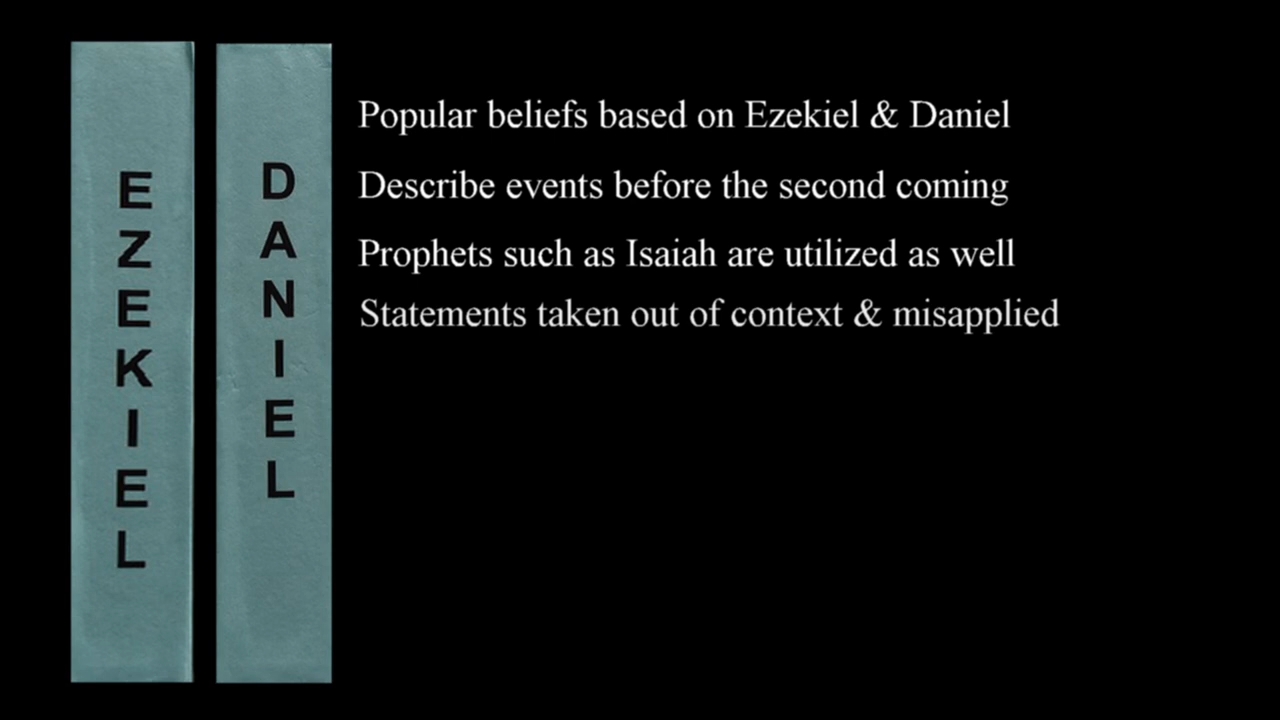 EZEKIEL
DANIEL
Popular beliefs based on Ezekiel & Daniel
Describe events before the second coming
Prophets such as Isaiah are utilized as well
Statements taken out of context & misapplied